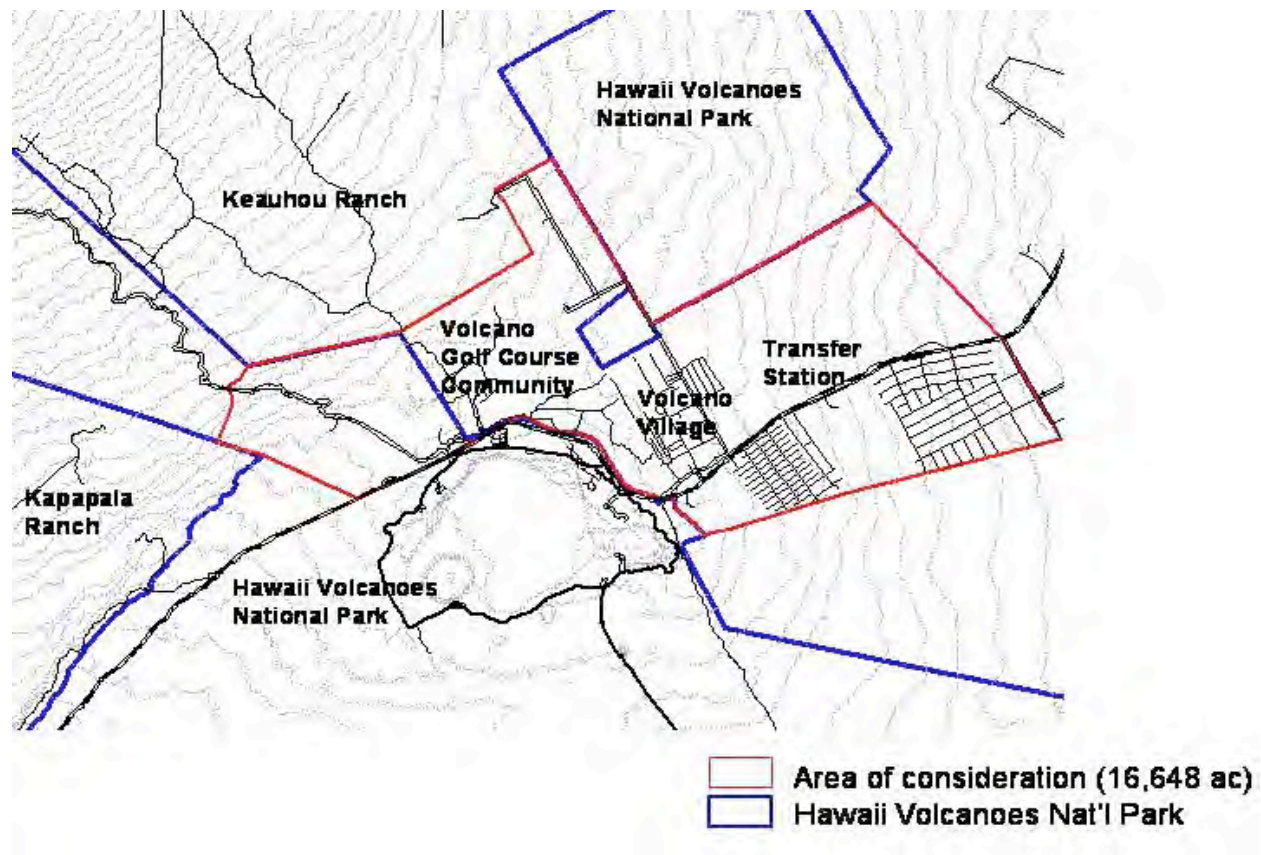 Hawaii Volcanoes
National Park
Keauhou Ranch
Volcano
Golf Course
Community
Transfer
Station
Volcano
Village
Kapapala
Ranch
Hawaii Volcanoes
National Park
Area of consideration (16,648 ac)
Hawaii Volcanoes Nat'l Park